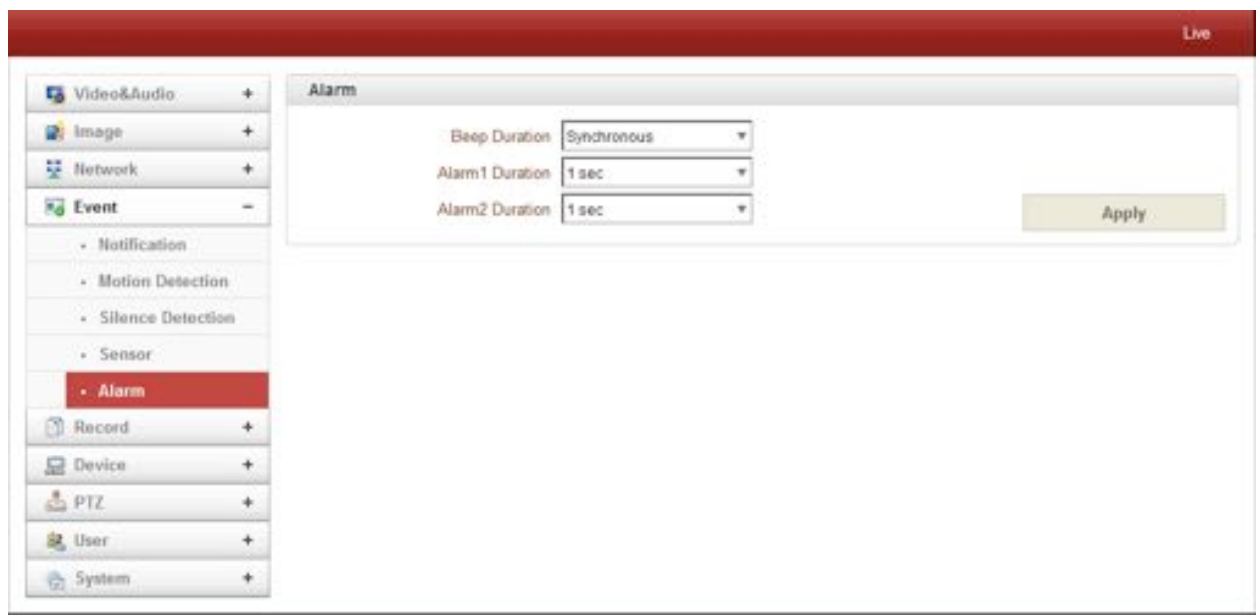 Live
Video&Audio +
Alarm
Image +
Beep Duration Synchronous
Network +
Alarm1 Duration 1 sec
Event −
Alarm2 Duration 1 sec
Apply
• Notification
• Motion Detection
• Silence Detection
• Sensor
• Alarm
Record +
Device +
PTZ +
User +
System +